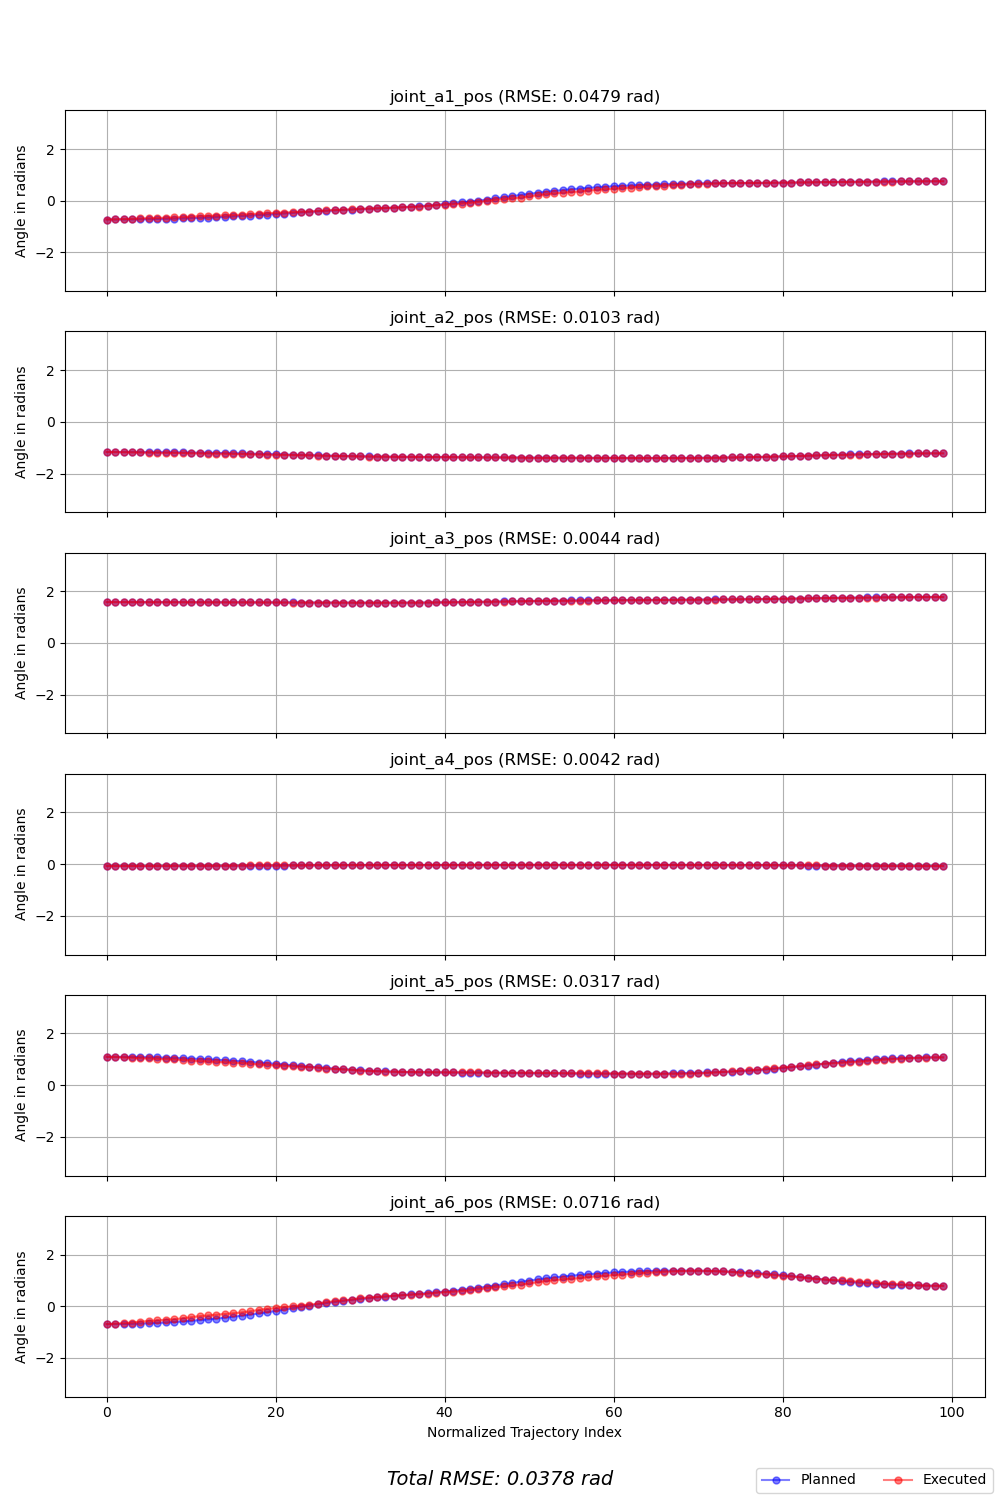 joint_a1_pos (RMSE: 0.0479 rad)
Angle in radians
2
0
−2
joint_a2_pos (RMSE: 0.0103 rad)
Angle in radians
2
0
−2
joint_a3_pos (RMSE: 0.0044 rad)
Angle in radians
2
0
−2
joint_a4_pos (RMSE: 0.0042 rad)
Angle in radians
2
0
−2
joint_a5_pos (RMSE: 0.0317 rad)
Angle in radians
2
0
−2
joint_a6_pos (RMSE: 0.0716 rad)
Angle in radians
2
0
−2
0 20 40 60 80 100
Normalized Trajectory Index
Total RMSE: 0.0378 rad
Planned Executed